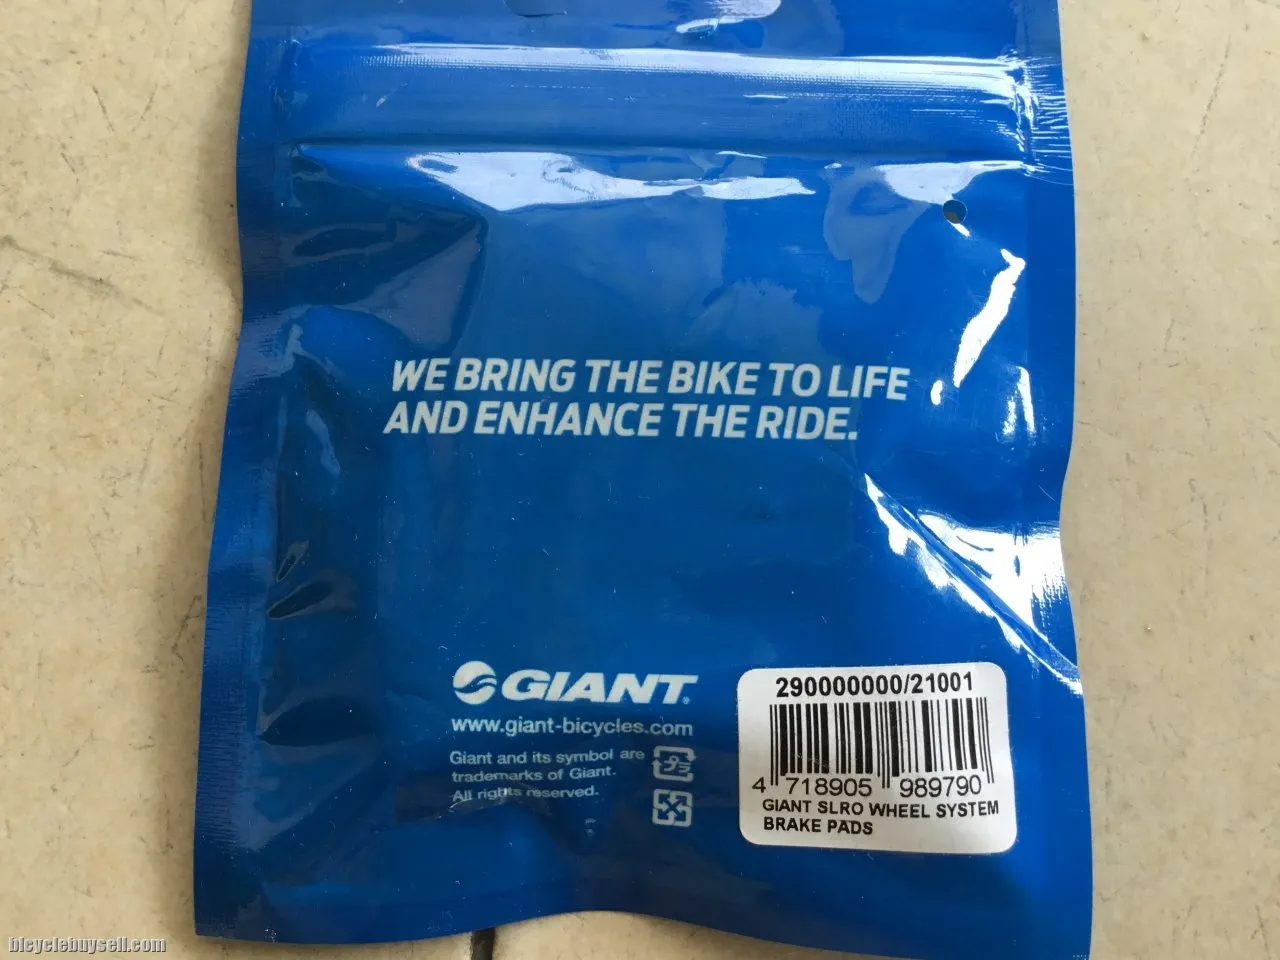 WE BRING THE BIKE TO LIFE
AND ENHANCE THE RIDE.
GIANT
www.giant-bicycles.com
Giant and its symbol are
trademarks of Giant.
All rights reserved.
プラ
290000000/21001
4 718905 989790
GIANT SLRO WHEEL SYSTEM
BRAKE PADS
bicyclebuysell.com